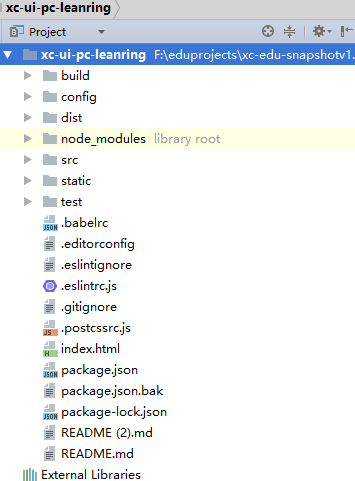 xc-ui-pc-leanring
Project
xc-ui-pc-leanring F:\eduprojects\xc-edu-snapshotv1.
build
config
dist
node_modules library root
src
static
test
.babelrc
.editorconfig
.eslintignore
.eslintrc.js
.gitignore
.postcssrc.js
index.html
package.json
package.json.bak
package-lock.json
README (2).md
README.md
External Libraries